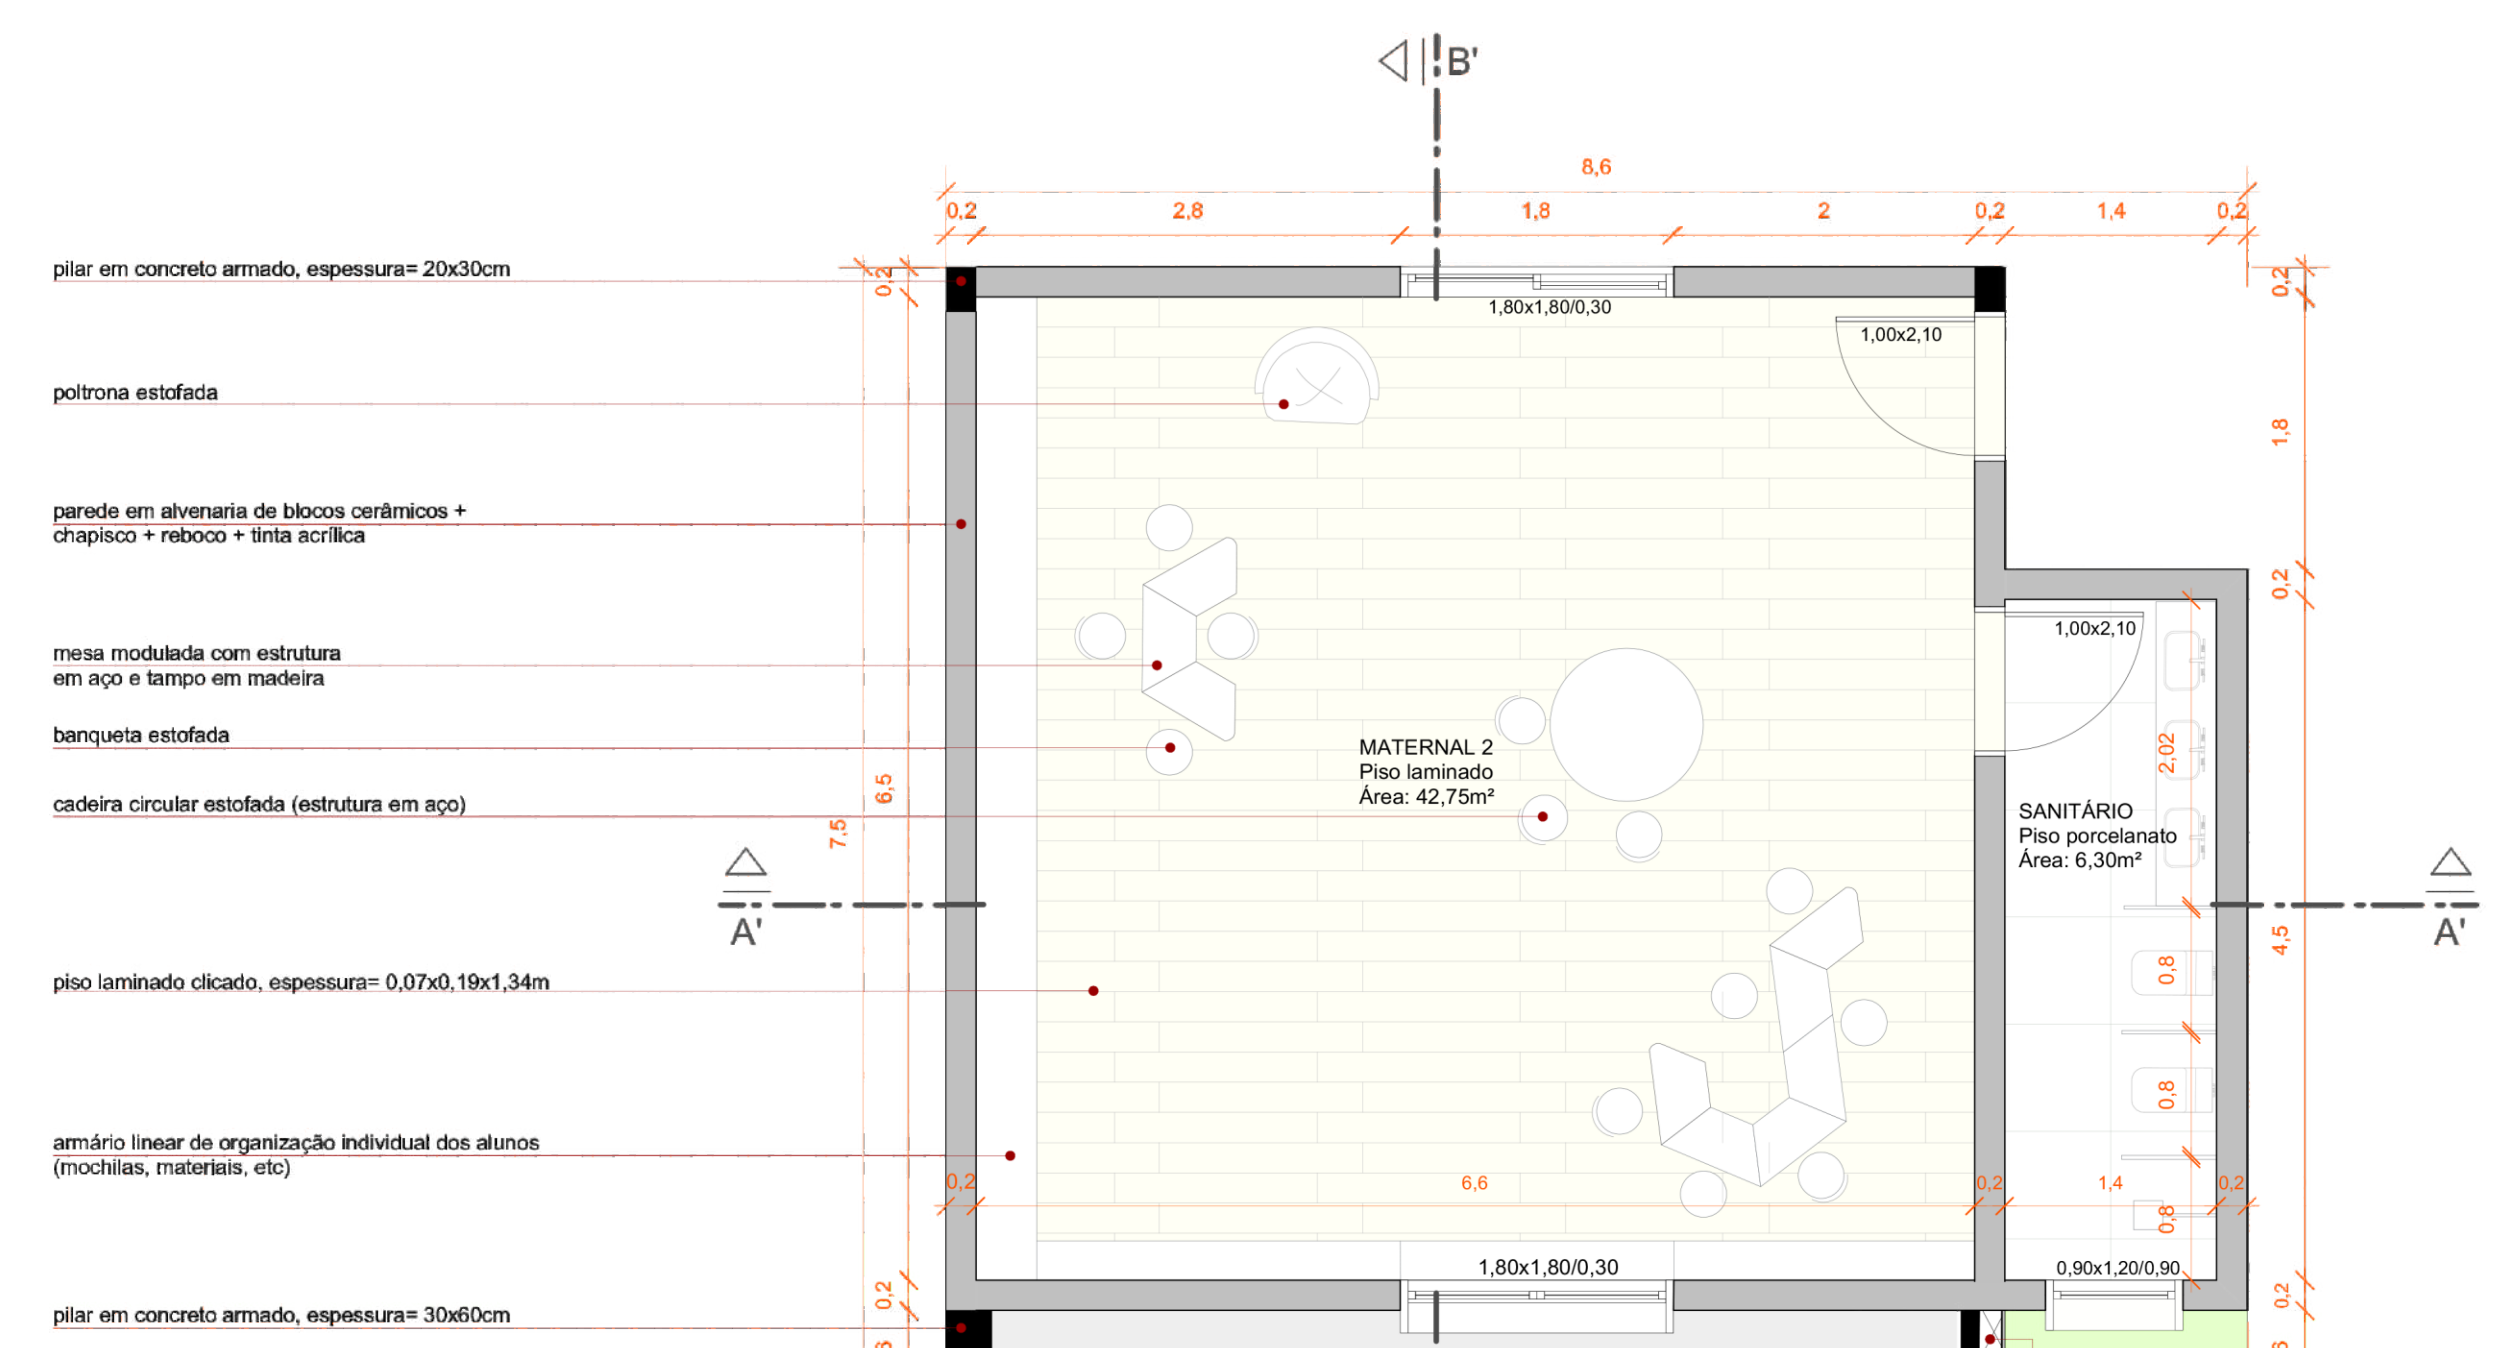 B'
8,6
0,2 2,8 1,8 2 0,2 1,4 0,2
pilar em concreto armado, espessura= 20x30cm
0,2
0,2
1,80x1,80/0,30
1,00x2,10
poltrona estofada
1,8
parede em alvenaria de blocos cerâmicos +
chapisco + reboco + tinta acrílica
0,2
1,00x2,10
mesa modulada com estrutura
em aço e tampo em madeira
banqueta estofada
2,02
MATERNAL 2
Piso laminado
Área: 42,75m²
6,5
cadeira circular estofada (estrutura em aço)
7,5
SANITÁRIO
Piso porcelanato
Área: 6,30m²
A'
A'
4,5
0,8
piso laminado clicado, espessura= 0,07x0,19x1,34m
0,8
armário linear de organização individual dos alunos
(mochilas, materiais, etc)
0,2 6,6 0,2 1,4 0,2
0,8
1,80x1,80/0,30
0,90x1,20/0,90
0,2
0,2
pilar em concreto armado, espessura= 30x60cm